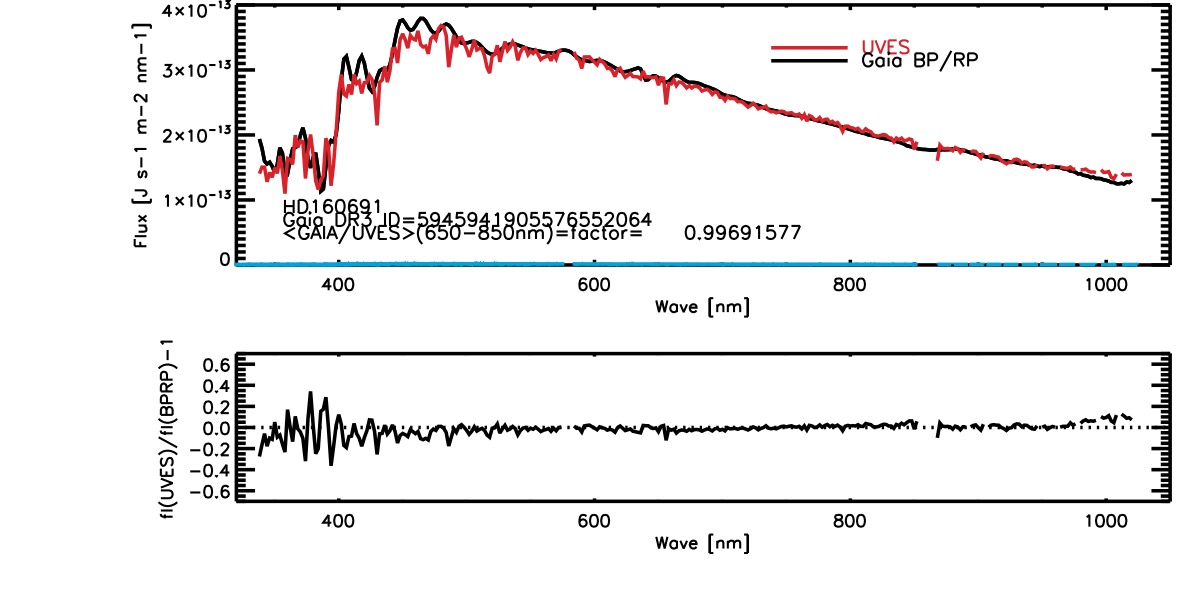 4×10−13
3×10−13
2×10−13
1×10−13
0
Flux [J s−1 m−2 nm−1]
UVES
Gaia BP/RP
HD160691
Gaia DR3 ID=5945941905576552064
<GAIA/UVES>(650−850nm)=factor= 0.99691577
400 600 800 1000
Wave [nm]
0.6
0.4
0.2
0.0
−0.2
−0.4
−0.6
fl(UVES)/fl(BPRP)−1
400 600 800 1000
Wave [nm]